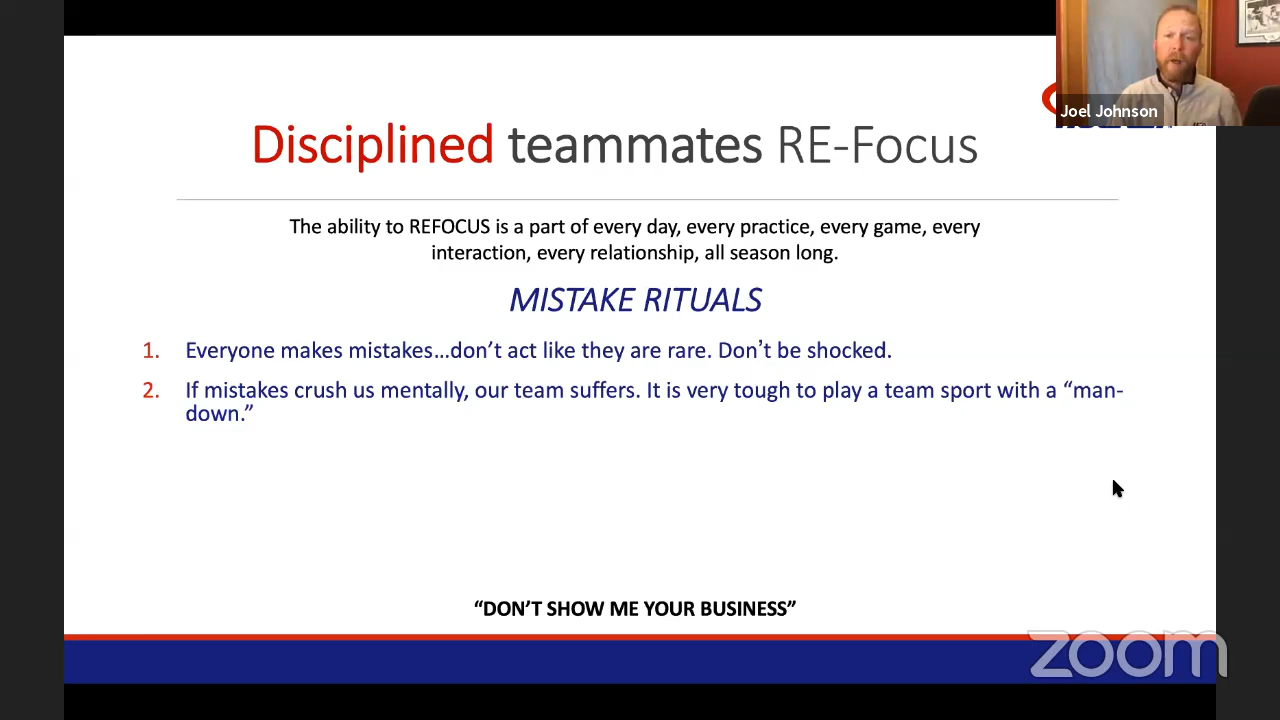 Joel Johnson
Disciplined teammates RE-Focus
The ability to REFOCUS is a part of every day, every practice, every game, every
interaction, every relationship, all season long.
MISTAKE RITUALS
1. Everyone makes mistakes…don’t act like they are rare. Don’t be shocked.
2. If mistakes crush us mentally, our team suffers. It is very tough to play a team sport with a “man-
down.”
“DON’T SHOW ME YOUR BUSINESS”
zoom